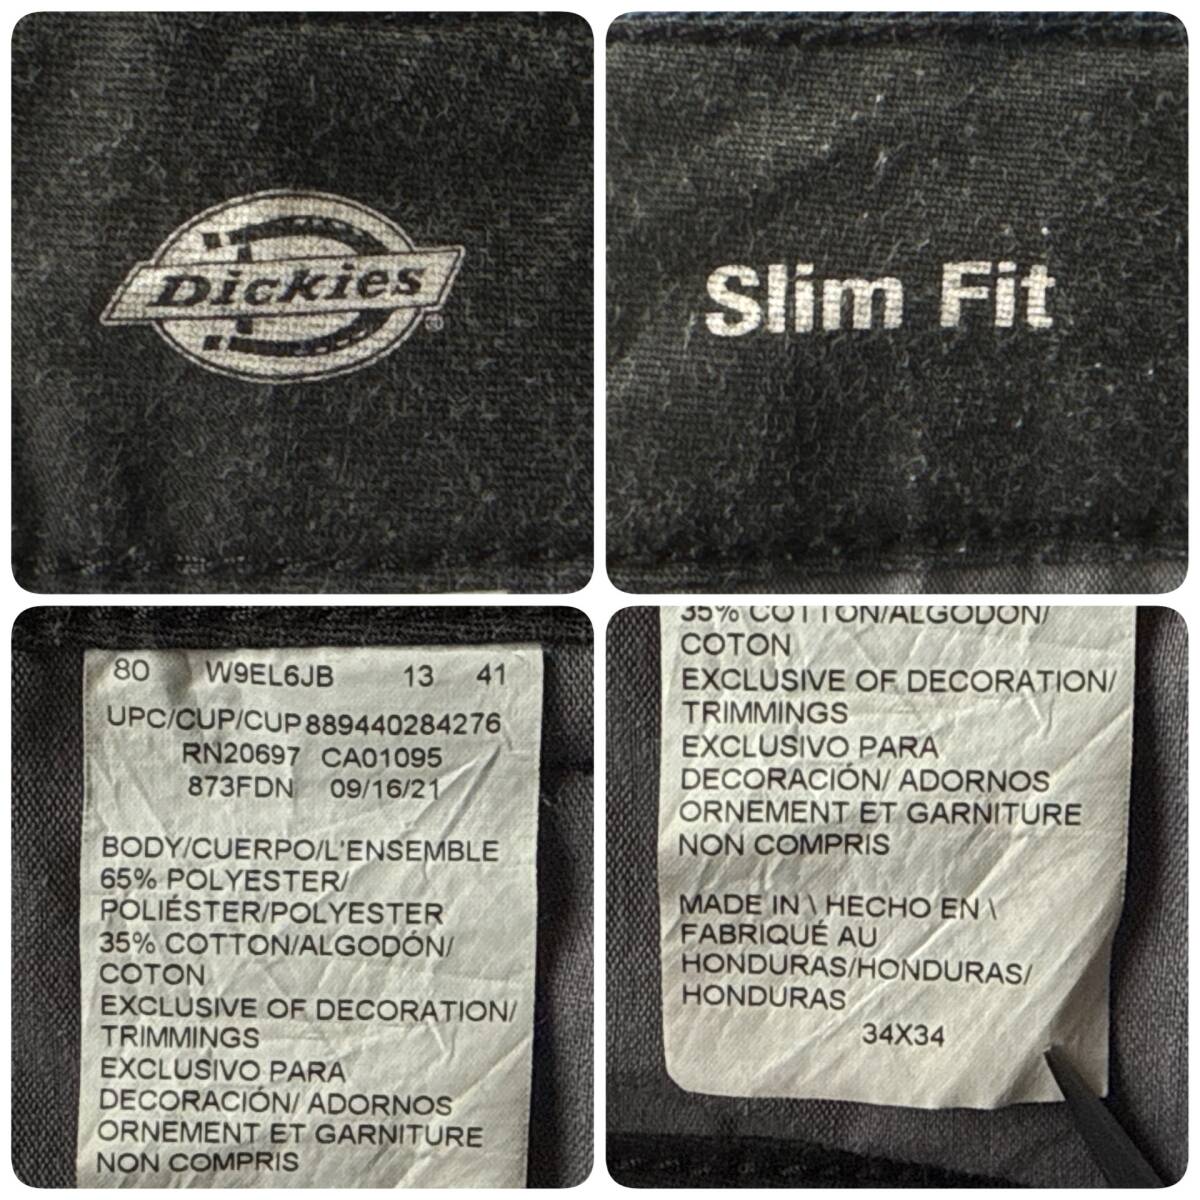 Dickies
®
Slim Fit
80 W9EL6JB 13 41
UPC/CUP/CUP 889440284276
RN20697 CA01095
873FDN 09/16/21
BODY/CUERPO/L'ENSEMBLE
65% POLYESTER/
POLIÉSTER/POLYESTER
35% COTTON/ALGODÓN/
COTON
EXCLUSIVE OF DECORATION/
TRIMMINGS
EXCLUSIVO PARA
DECORACIÓN/ ADORNOS
ORNEMENT ET GARNITURE
NON COMPRIS
35% COTTON/ALGODÓN/
COTON
EXCLUSIVE OF DECORATION/
TRIMMINGS
EXCLUSIVO PARA
DECORACIÓN/ ADORNOS
ORNEMENT ET GARNITURE
NON COMPRIS
MADE IN \ HECHO EN \
FABRIQUÉ AU
HONDURAS/HONDURAS/
HONDURAS
34X34